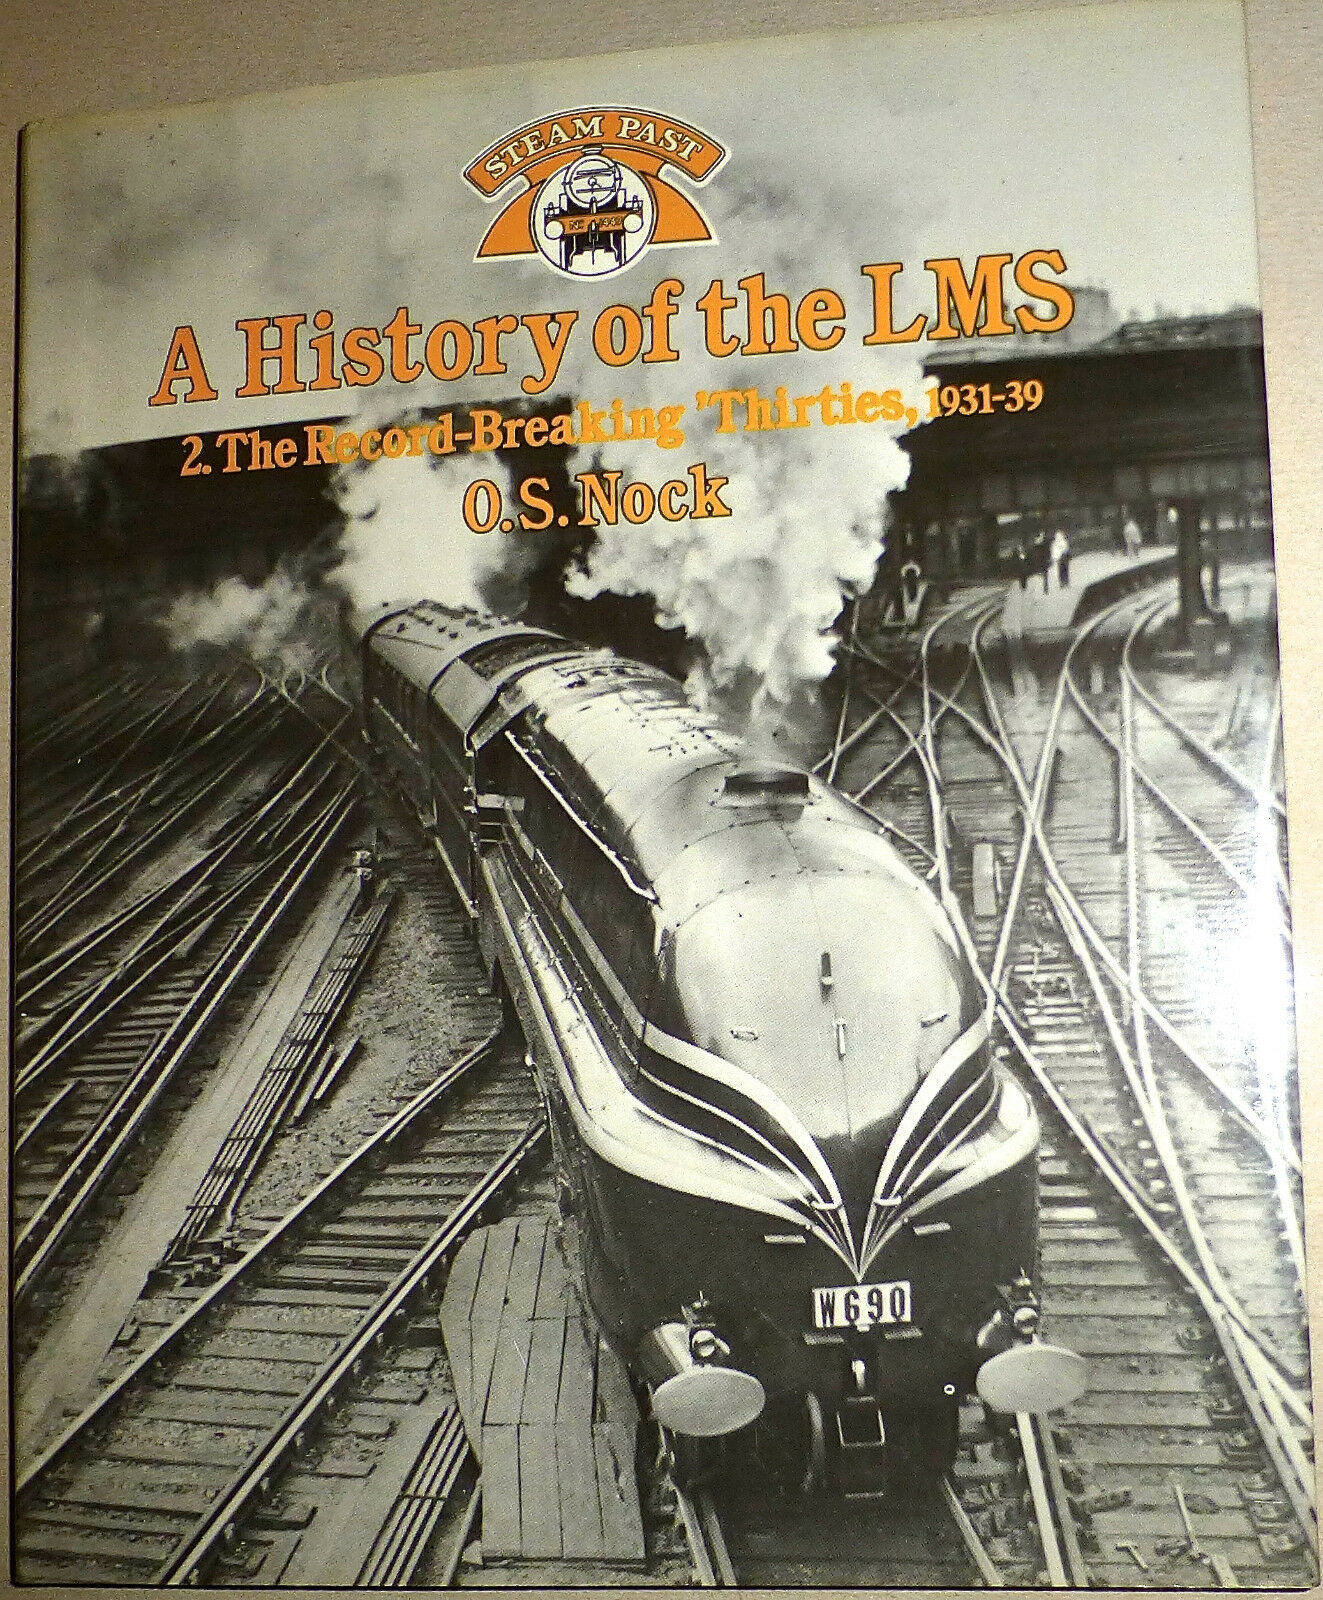 STEAM PAST
A History of the LMS
2. The Record-Breaking 'Thirties, 1931-39
O.S. Nock
W690